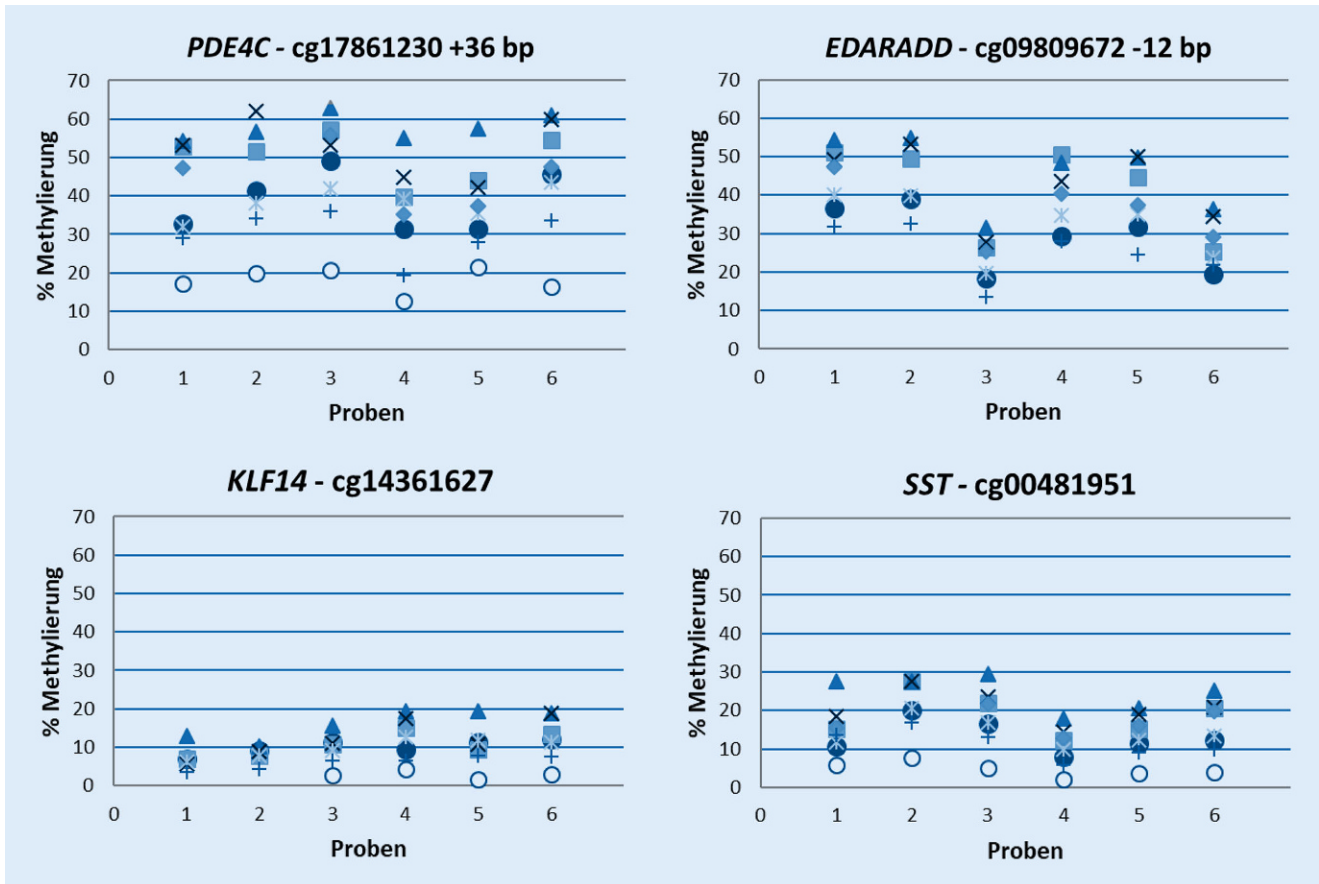 PDE4C - cg17861230 +36 bp
% Methylierung
70
60
50
40
30
20
10
0
0 1 2 3 4 5 6
Proben
EDARADD - cg09809672 -12 bp
% Methylierung
70
60
50
40
30
20
10
0
0 1 2 3 4 5 6
Proben
KLF14 - cg14361627
% Methylierung
70
60
50
40
30
20
10
0
0 1 2 3 4 5 6
Proben
SST - cg00481951
% Methylierung
70
60
50
40
30
20
10
0
0 1 2 3 4 5 6
Proben